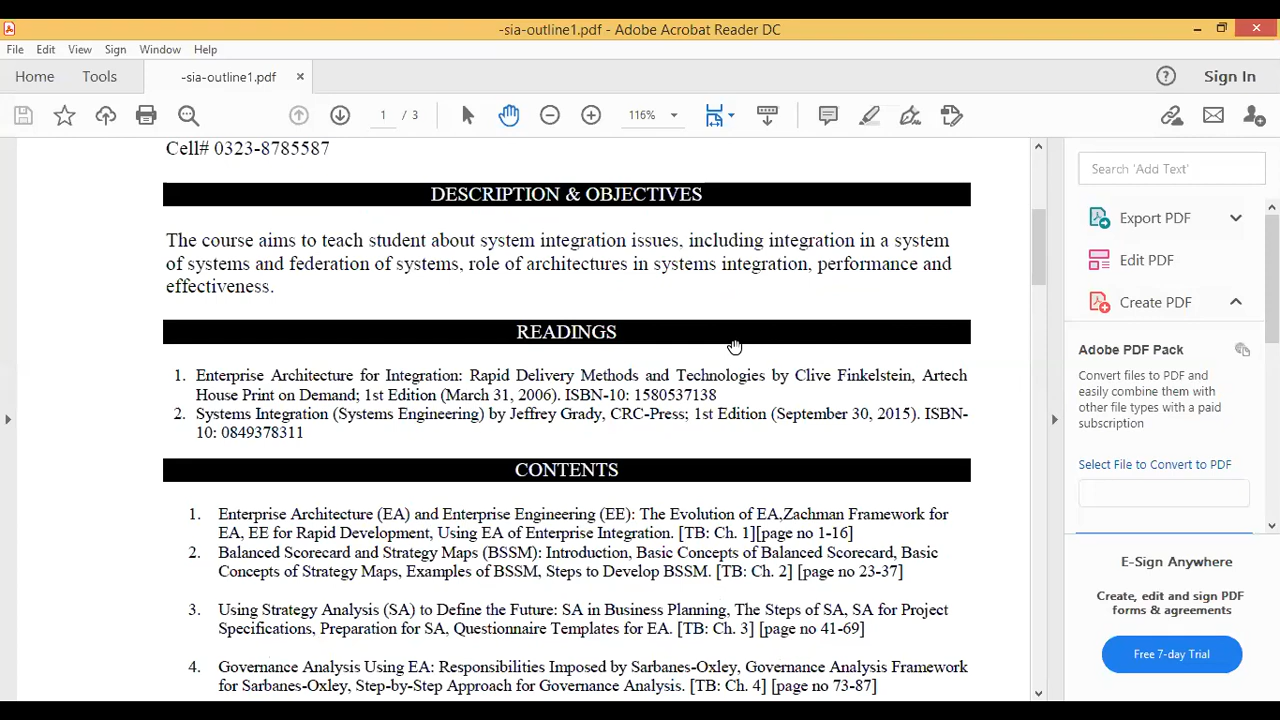 -sia-outline1.pdf - Adobe Acrobat Reader DC
File Edit View Sign Window Help
Home Tools -sia-outline1.pdf × Sign In
1 / 3 116%
Cell# 0323-8785587
DESCRIPTION & OBJECTIVES
The course aims to teach student about system integration issues, including integration in a system
of systems and federation of systems, role of architectures in systems integration, performance and
effectiveness.
READINGS
1. Enterprise Architecture for Integration: Rapid Delivery Methods and Technologies by Clive Finkelstein, Artech
House Print on Demand; 1st Edition (March 31, 2006). ISBN-10: 1580537138
2. Systems Integration (Systems Engineering) by Jeffrey Grady, CRC-Press; 1st Edition (September 30, 2015). ISBN-
10: 0849378311
CONTENTS
1. Enterprise Architecture (EA) and Enterprise Engineering (EE): The Evolution of EA,Zachman Framework for
EA, EE for Rapid Development, Using EA of Enterprise Integration. [TB: Ch. 1][page no 1-16]
2. Balanced Scorecard and Strategy Maps (BSSM): Introduction, Basic Concepts of Balanced Scorecard, Basic
Concepts of Strategy Maps, Examples of BSSM, Steps to Develop BSSM. [TB: Ch. 2] [page no 23-37]
3. Using Strategy Analysis (SA) to Define the Future: SA in Business Planning, The Steps of SA, SA for Project
Specifications, Preparation for SA, Questionnaire Templates for EA. [TB: Ch. 3] [page no 41-69]
4. Governance Analysis Using EA: Responsibilities Imposed by Sarbanes-Oxley, Governance Analysis Framework
for Sarbanes-Oxley, Step-by-Step Approach for Governance Analysis. [TB: Ch. 4] [page no 73-87]
Search 'Add Text'
Export PDF
Edit PDF
Create PDF
Adobe PDF Pack
Convert files to PDF and
easily combine them with
other file types with a paid
subscription
Select File to Convert to PDF
E-Sign Anywhere
Create, edit and sign PDF
forms & agreements
Free 7-day Trial